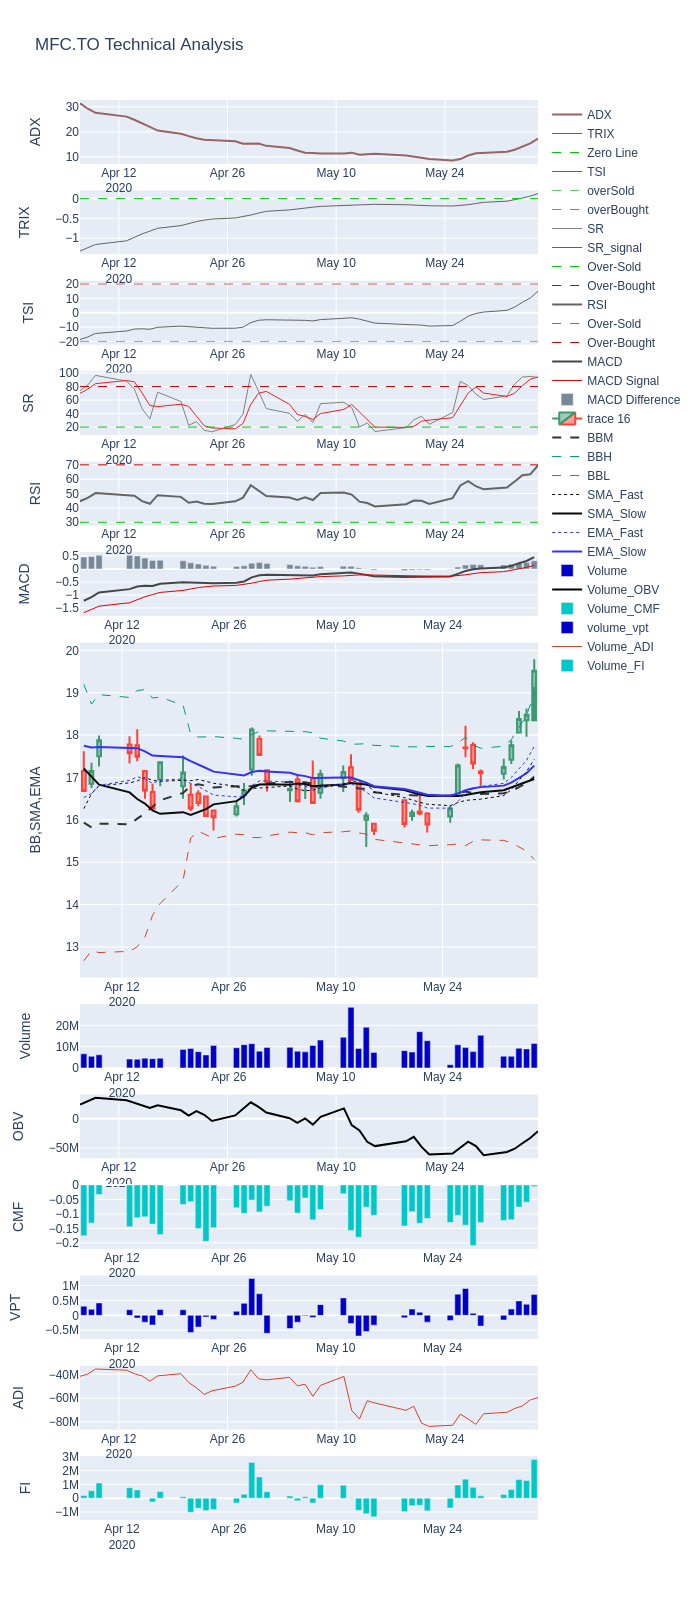 MFC.TO Technical Analysis
ADX
30
20
10
Apr 12
2020
Apr 26
May 10
May 24
TRIX
0
−0.5
−1
Apr 12
2020
Apr 26
May 10
May 24
TSI
20
10
0
−10
−20
Apr 12
2020
Apr 26
May 10
May 24
SR
100
80
60
40
20
Apr 12
2020
Apr 26
May 10
May 24
RSI
70
60
50
40
30
Apr 12
2020
Apr 26
May 10
May 24
MACD
0.5
0
−0.5
−1
−1.5
Apr 12
2020
Apr 26
May 10
May 24
BB,SMA,EMA
20
19
18
17
16
15
14
13
Apr 12
2020
Apr 26
May 10
May 24
Volume
20M
10M
0
Apr 12
2020
Apr 26
May 10
May 24
OBV
0
−50M
Apr 12
2020
Apr 26
May 10
May 24
CMF
0
−0.05
−0.1
−0.15
−0.2
Apr 12
2020
Apr 26
May 10
May 24
VPT
1M
0.5M
0
−0.5M
Apr 12
2020
Apr 26
May 10
May 24
ADI
−40M
−60M
−80M
Apr 12
2020
Apr 26
May 10
May 24
FI
3M
2M
1M
0
−1M
Apr 12
2020
Apr 26
May 10
May 24
ADX
TRIX
Zero Line
TSI
overSold
overBought
SR
SR_signal
Over-Sold
Over-Bought
RSI
Over-Sold
Over-Bought
MACD
MACD Signal
MACD Difference
trace 16
BBM
BBH
BBL
SMA_Fast
SMA_Slow
EMA_Fast
EMA_Slow
Volume
Volume_OBV
Volume_CMF
volume_vpt
Volume_ADI
Volume_FI